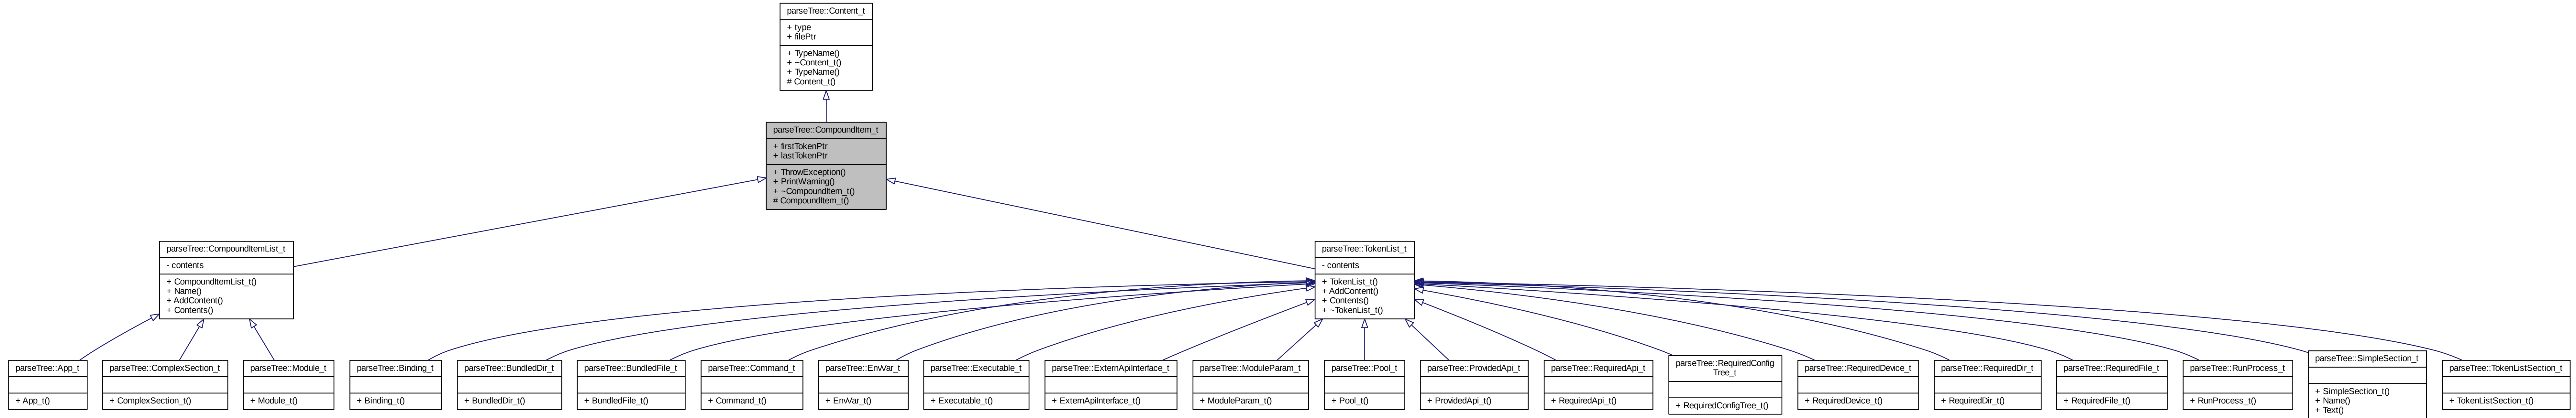 parseTree::Content_t
+ type
+ filePtr
+ TypeName()
+ ~Content_t()
+ TypeName()
# Content_t()
parseTree::CompoundItem_t
+ firstTokenPtr
+ lastTokenPtr
+ ThrowException()
+ PrintWarning()
+ ~CompoundItem_t()
# CompoundItem_t()
parseTree::CompoundItemList_t
- contents
+ CompoundItemList_t()
+ Name()
+ AddContent()
+ Contents()
parseTree::TokenList_t
- contents
+ TokenList_t()
+ AddContent()
+ Contents()
+ ~TokenList_t()
parseTree::App_t
+ App_t()
parseTree::ComplexSection_t
+ ComplexSection_t()
parseTree::Module_t
+ Module_t()
parseTree::Binding_t
+ Binding_t()
parseTree::BundledDir_t
+ BundledDir_t()
parseTree::BundledFile_t
+ BundledFile_t()
parseTree::Command_t
+ Command_t()
parseTree::EnvVar_t
+ EnvVar_t()
parseTree::Executable_t
+ Executable_t()
parseTree::ExternApiInterface_t
+ ExternApiInterface_t()
parseTree::ModuleParam_t
+ ModuleParam_t()
parseTree::Pool_t
+ Pool_t()
parseTree::ProvidedApi_t
+ ProvidedApi_t()
parseTree::RequiredApi_t
+ RequiredApi_t()
parseTree::RequiredConfig
Tree_t
+ RequiredConfigTree_t()
parseTree::RequiredDevice_t
+ RequiredDevice_t()
parseTree::RequiredDir_t
+ RequiredDir_t()
parseTree::RequiredFile_t
+ RequiredFile_t()
parseTree::RunProcess_t
+ RunProcess_t()
parseTree::SimpleSection_t
+ SimpleSection_t()
+ Name()
+ Text()
parseTree::TokenListSection_t
+ TokenListSection_t()